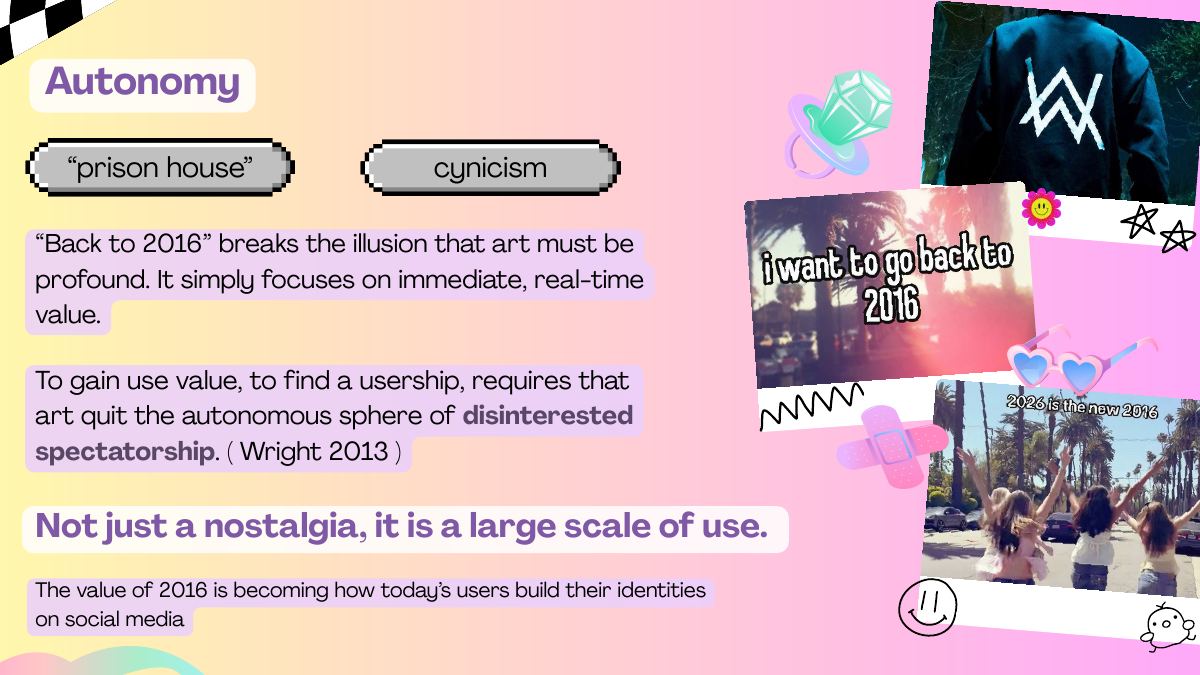 Autonomy
“prison house”
cynicism
“Back to 2016” breaks the illusion that art must be
profound. It simply focuses on immediate, real-time
value.
To gain use value, to find a usership, requires that
art quit the autonomous sphere of disinterested
spectatorship. ( Wright 2013 )
Not just a nostalgia, it is a large scale of use.
The value of 2016 is becoming how today’s users build their identities
on social media
i want to go back to
2016
2026 is the new 2016